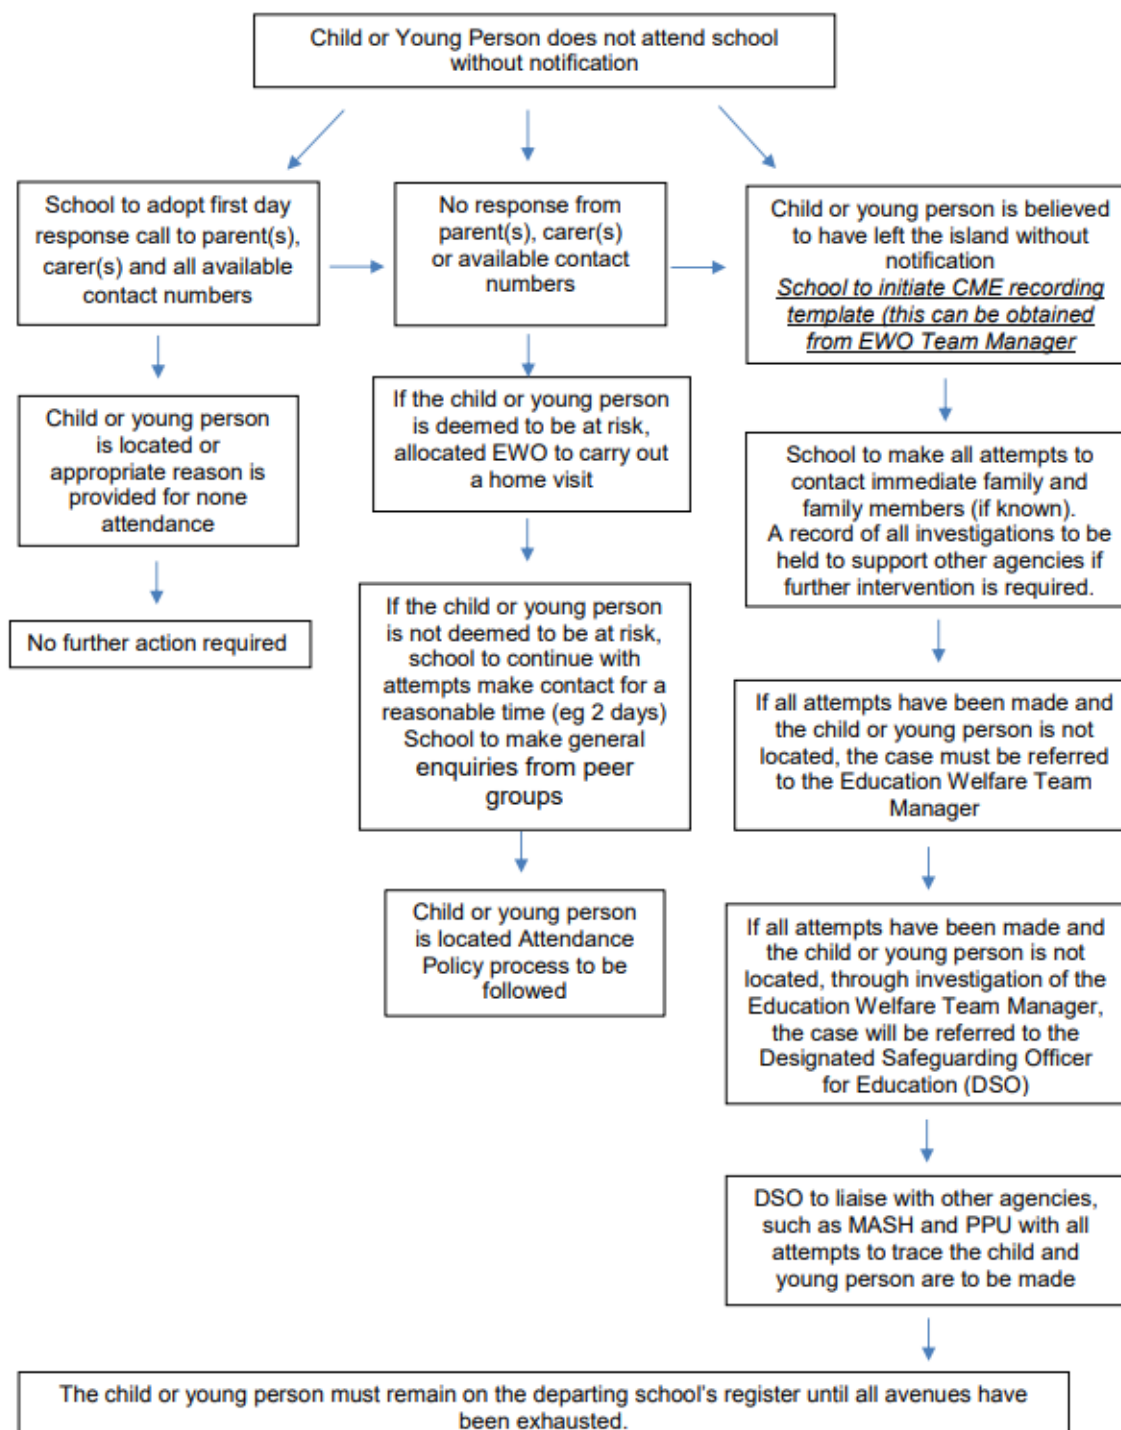 Child or Young Person does not attend school
without notification
School to adopt first day
response call to parent(s),
carer(s) and all available
contact numbers
No response from
parent(s), carer(s)
or available contact
numbers
Child or young person is believed
to have left the island without
notification
School to initiate CME recording
template (this can be obtained
from EWO Team Manager
Child or young person
is located or
appropriate reason is
provided for none
attendance
If the child or young person
is deemed to be at risk,
allocated EWO to carry out
a home visit
School to make all attempts to
contact immediate family and
family members (if known).
A record of all investigations to be
held to support other agencies if
further intervention is required.
No further action required
If the child or young person
is not deemed to be at risk,
school to continue with
attempts make contact for a
reasonable time (eg 2 days)
School to make general
enquiries from peer
groups
If all attempts have been made and
the child or young person is not
located, the case must be referred
to the Education Welfare Team
Manager
Child or young person
is located Attendance
Policy process to be
followed
If all attempts have been made and
the child or young person is not
located, through investigation of the
Education Welfare Team Manager,
the case will be referred to the
Designated Safeguarding Officer
for Education (DSO)
DSO to liaise with other agencies,
such as MASH and PPU with all
attempts to trace the child and
young person are to be made
The child or young person must remain on the departing school's register until all avenues have
been exhausted.